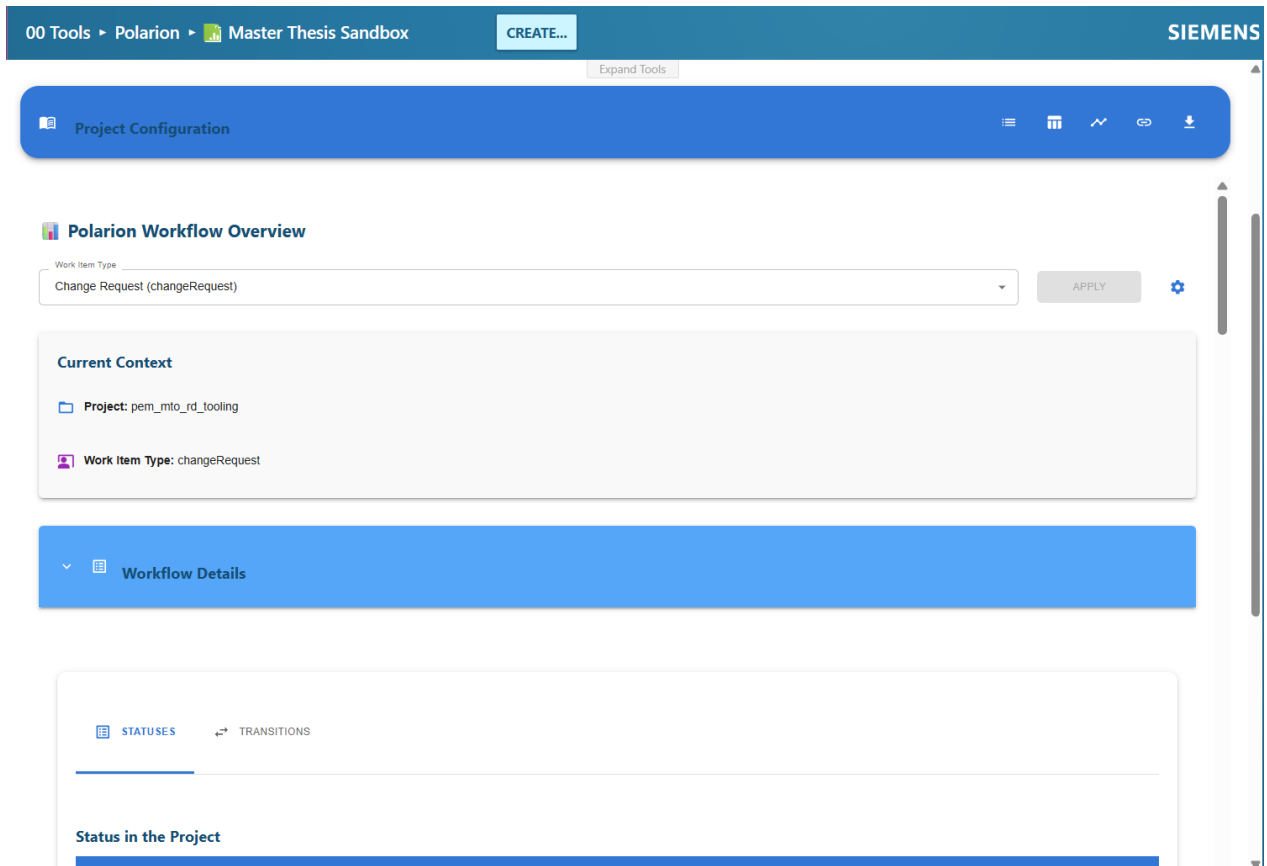 00 Tools ▸ Polarion ▸ Master Thesis Sandbox
CREATE...
SIEMENS
Expand Tools
Project Configuration
Polarion Workflow Overview
Work Item Type
Change Request (changeRequest)
APPLY
Current Context
Project: pem_mto_rd_tooling
Work Item Type: changeRequest
Workflow Details
STATUSES
TRANSITIONS
Status in the Project